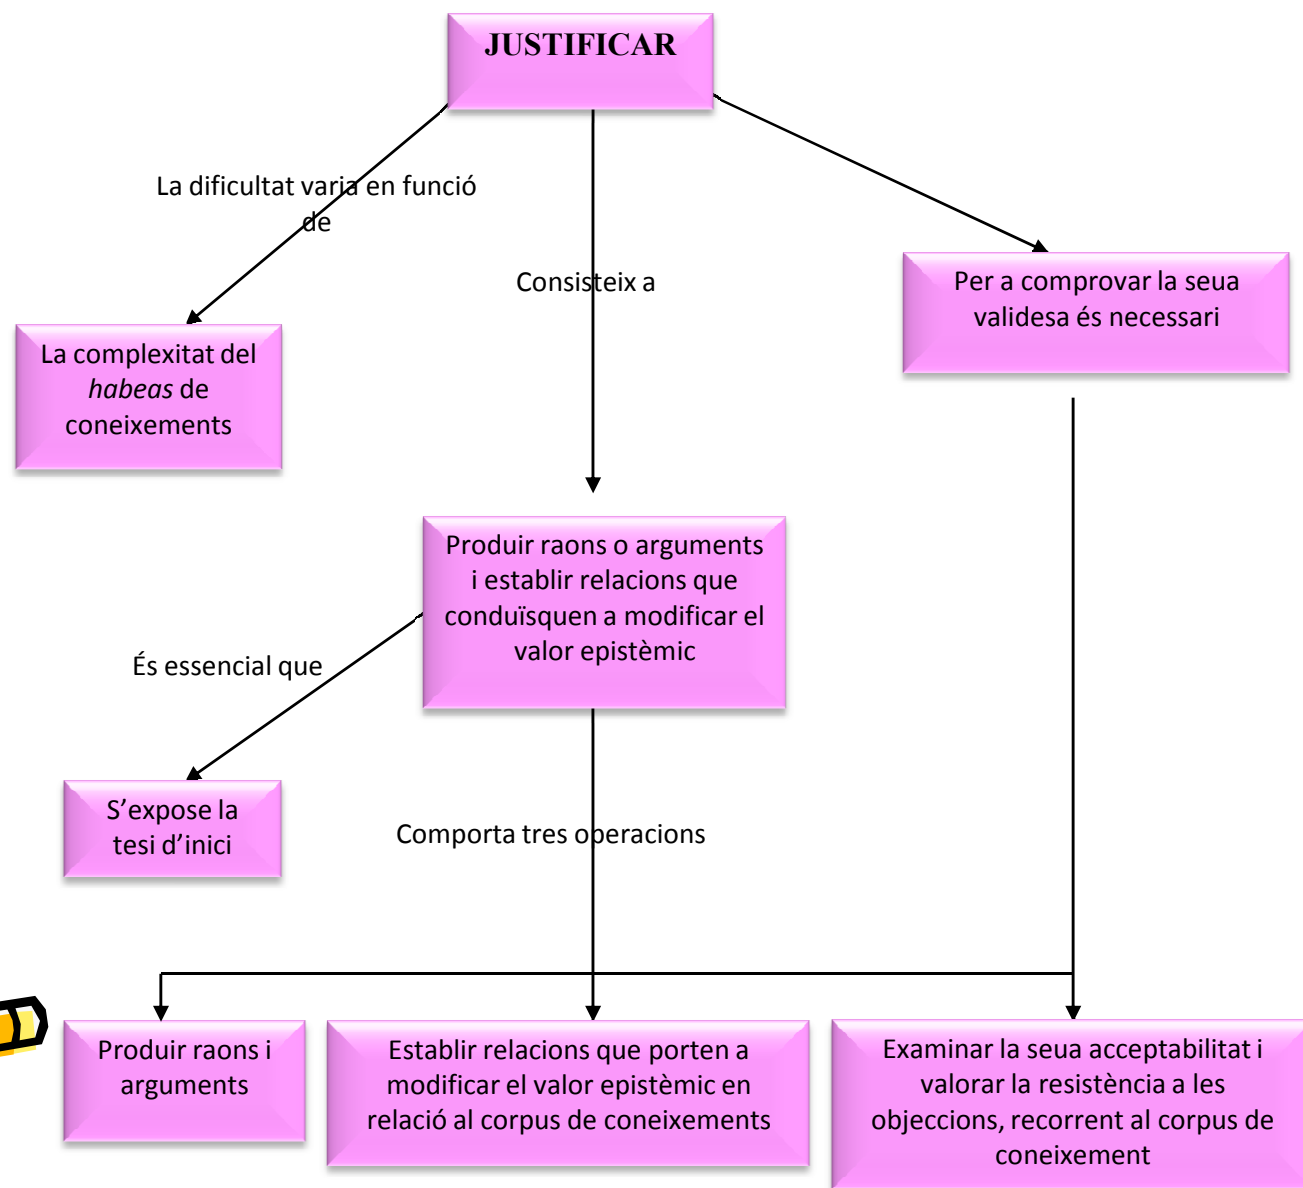 JUSTIFICAR
La dificultat varia en funció
de
Consisteix a
Per a comprovar la seua
validesa és necessari
La complexitat del
habeas de
coneixements
Produir raons o arguments
i establir relacions que
conduïsquen a modificar el
valor epistèmic
És essencial que
S’expose la
tesi d’inici
Comporta tres operacions
Produir raons i
arguments
Establir relacions que porten a
modificar el valor epistèmic en
relació al corpus de coneixements
Examinar la seua acceptabilitat i
valorar la resistència a les
objeccions, recorrent al corpus de
coneixement